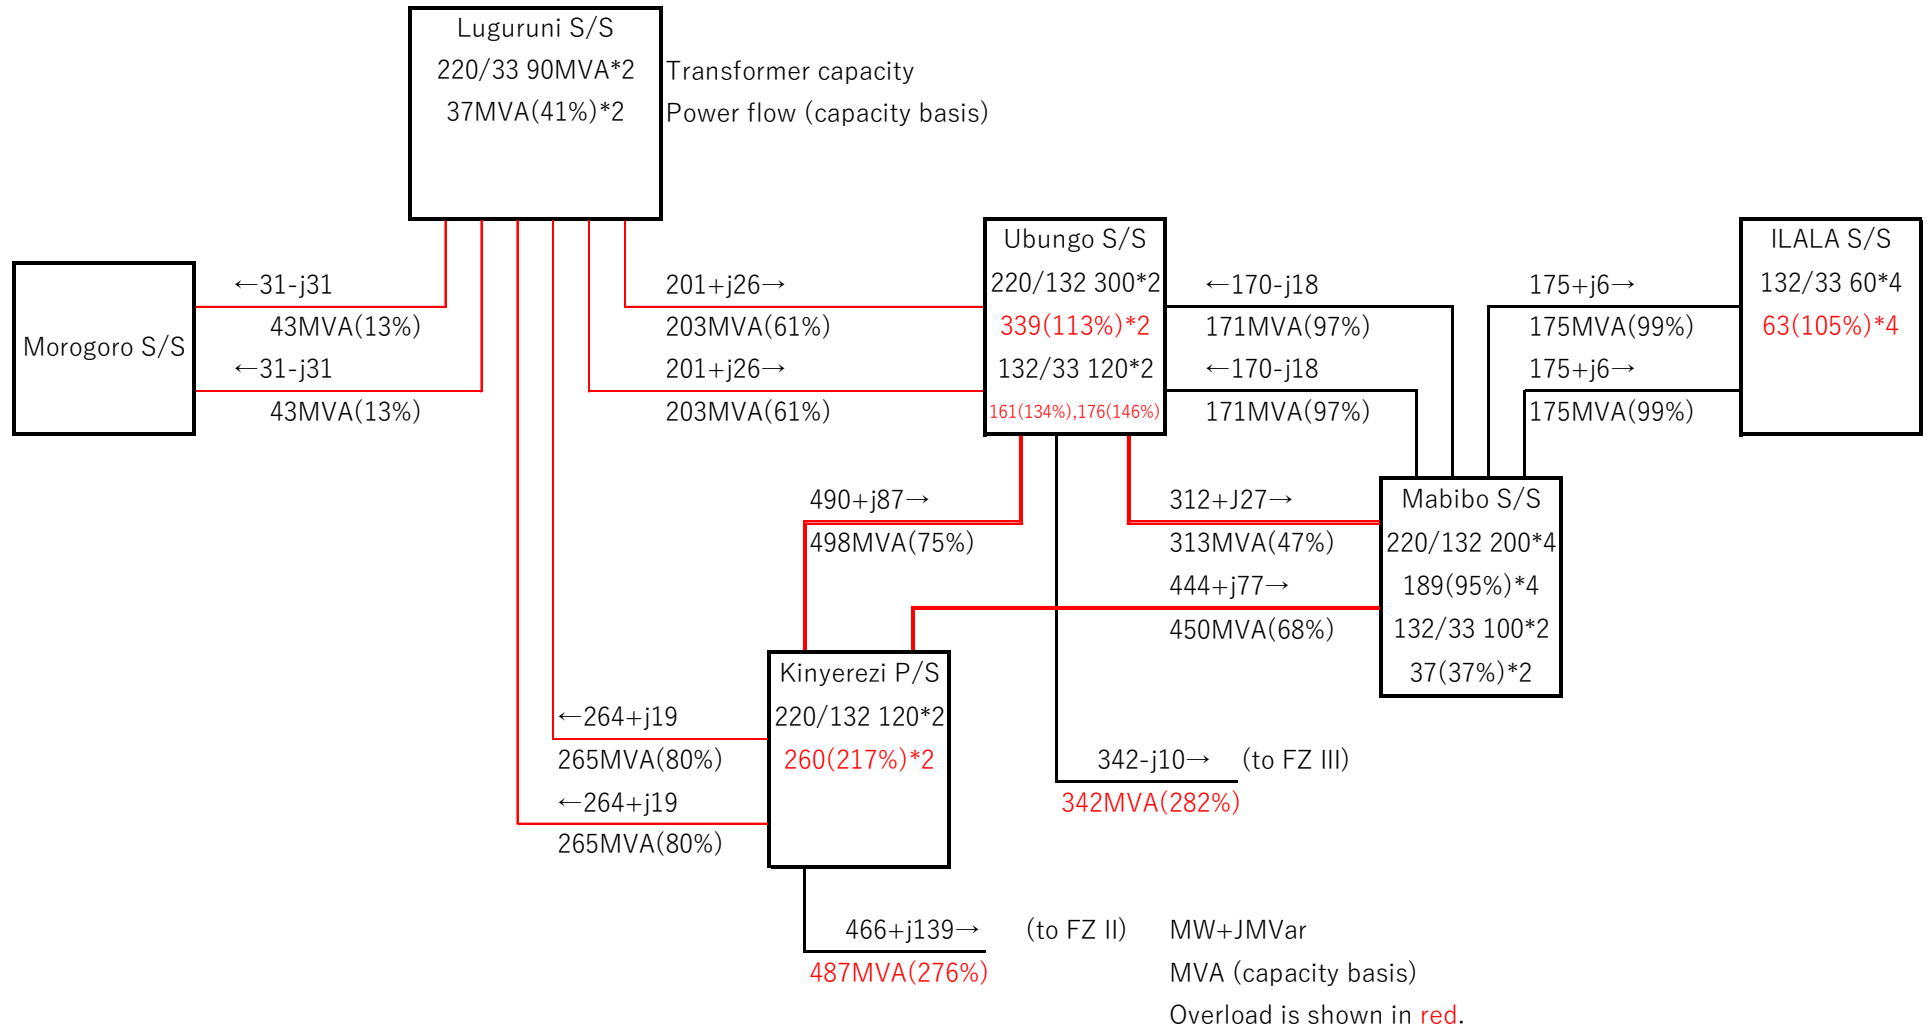 Luguruni S/S
220/33 90MVA*2
Transformer capacity
37MVA(41%)*2
Power flow (capacity basis)
Morogoro S/S
←31-j31
43MVA(13%)
←31-j31
43MVA(13%)
201+j26→
203MVA(61%)
201+j26→
203MVA(61%)
Ubungo S/S
220/132 300*2
339(113%)*2
132/33 120*2
161(134%),176(146%)
←170-j18
171MVA(97%)
←170-j18
171MVA(97%)
175+j6→
175MVA(99%)
175+j6→
175MVA(99%)
ILALA S/S
132/33 60*4
63(105%)*4
490+j87→
498MVA(75%)
312+J27→
313MVA(47%)
444+j77→
450MVA(68%)
Mabibo S/S
220/132 200*4
189(95%)*4
132/33 100*2
37(37%)*2
Kinyerezi P/S
220/132 120*2
260(217%)*2
←264+j19
265MVA(80%)
←264+j19
265MVA(80%)
342-j10→ (to FZ III)
342MVA(282%)
466+j139→ (to FZ II)
487MVA(276%)
MW+JMVar
MVA (capacity basis)
Overload is shown in red.